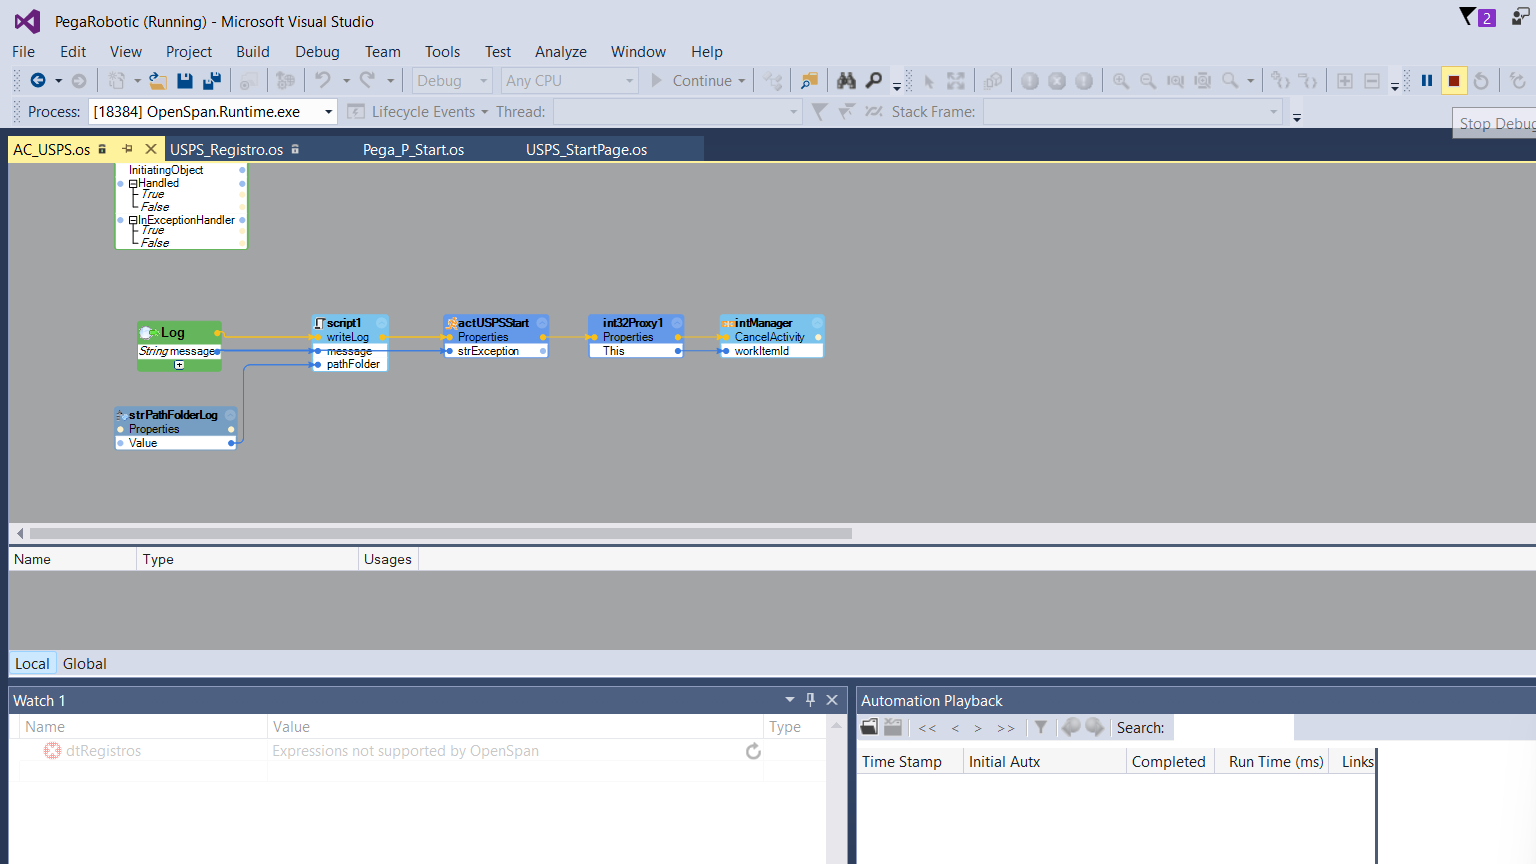 PegaRobotic (Running) - Microsoft Visual Studio
2
File Edit View Project Build Debug Team Tools Test Analyze Window Help
Debug Any CPU Continue
Process: [18384] OpenSpan.Runtime.exe Lifecycle Events Thread: Stack Frame:
Stop Debug
AC_USPS.os USPS_Registro.os Pega_P_Start.os USPS_StartPage.os
InitiatingObject
Handled
True
False
InExceptionHandler
True
False
Log
String message
script1
writeLog
message
pathFolder
actUSPSStart
Properties
strException
int32Proxy1
Properties
This
intManager
CancelActivity
workItemId
strPathFolderLog
Properties
Value
Name Type Usages
Local Global
Watch 1
Name Value Type
dtRegistros Expressions not supported by OpenSpan
Automation Playback
<< < > >> Search:
Time Stamp Initial Autx Completed Run Time (ms) Links